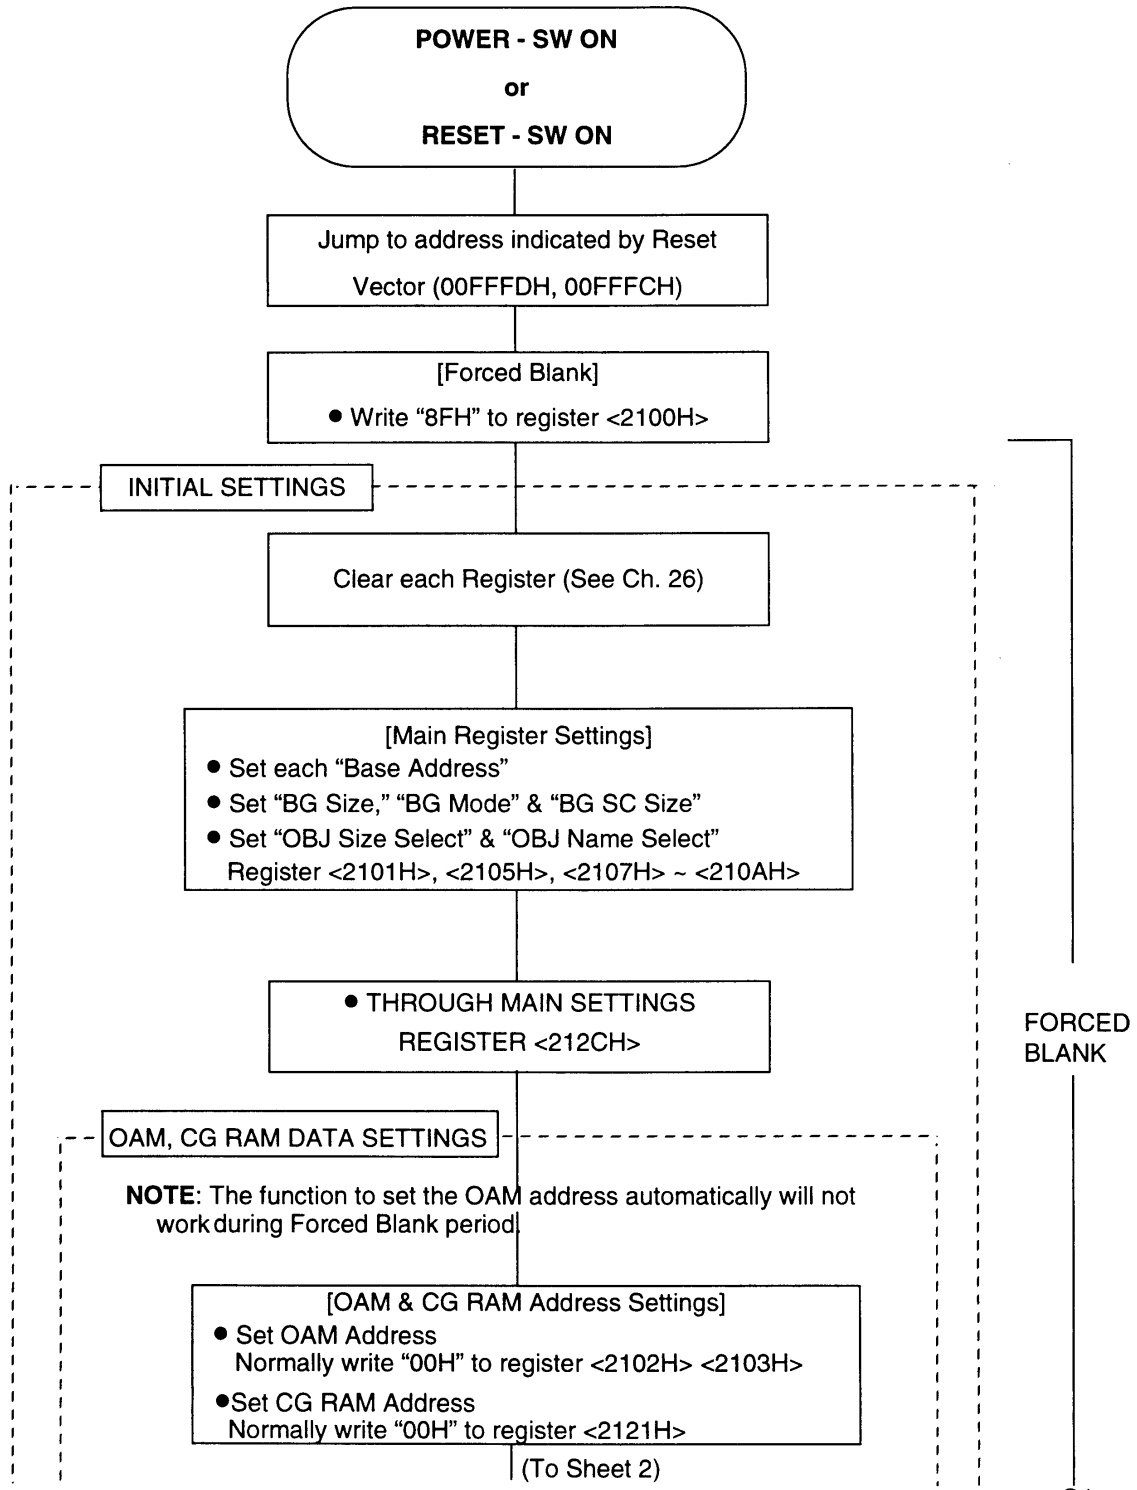 POWER - SW ON
or
RESET - SW ON
Jump to address indicated by Reset
Vector (00FFFDH, 00FFFCH)
[Forced Blank]
● Write “8FH” to register <2100H>
INITIAL SETTINGS
Clear each Register (See Ch. 26)
[Main Register Settings]
● Set each “Base Address”
● Set “BG Size,” “BG Mode” & “BG SC Size”
● Set “OBJ Size Select” & “OBJ Name Select”
Register <2101H>, <2105H>, <2107H> ~ <210AH>
● THROUGH MAIN SETTINGS
REGISTER <212CH>
FORCED
BLANK
OAM, CG RAM DATA SETTINGS
NOTE: The function to set the OAM address automatically will not
work during Forced Blank period.
[OAM & CG RAM Address Settings]
● Set OAM Address
Normally write “00H” to register <2102H> <2103H>
●Set CG RAM Address
Normally write “00H” to register <2121H>
(To Sheet 2)